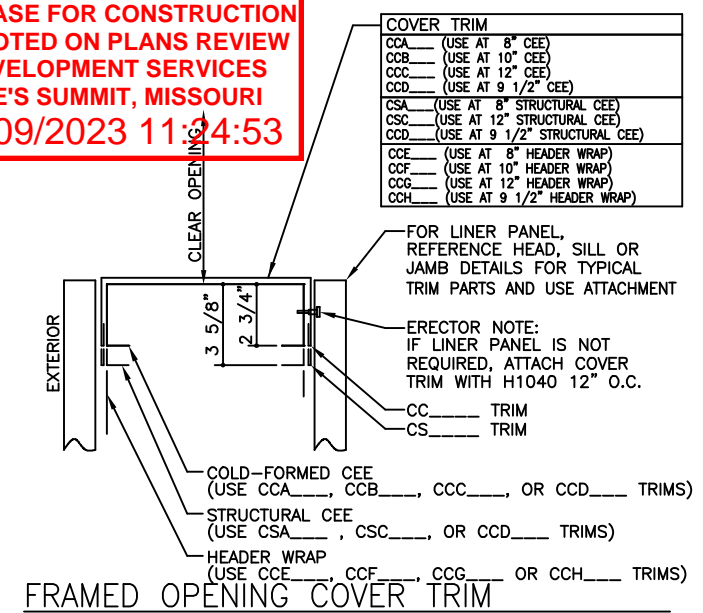 ASE FOR CONSTRUCTION
OTED ON PLANS REVIEW
VELOPMENT SERVICES
E'S SUMMIT, MISSOURI
09/2023 11:24:53
COVER TRIM
CCA___ (USE AT 8" CEE)
CCB___ (USE AT 10" CEE)
CCC___ (USE AT 12" CEE)
CCD___ (USE AT 9 1/2" CEE)
CSA___(USE AT 8" STRUCTURAL CEE)
CSC___(USE AT 12" STRUCTURAL CEE)
CCD___(USE AT 9 1/2" STRUCTURAL CEE)
CCE___ (USE AT 8" HEADER WRAP)
CCF___ (USE AT 10" HEADER WRAP)
CCG___ (USE AT 12" HEADER WRAP)
CCH___ (USE AT 9 1/2" HEADER WRAP)
CLEAR OPENING
FOR LINER PANEL,
REFERENCE HEAD, SILL OR
JAMB DETAILS FOR TYPICAL
TRIM PARTS AND USE ATTACHMENT
3 5/8"
2 3/4"
EXTERIOR
ERECTOR NOTE:
IF LINER PANEL IS NOT
REQUIRED, ATTACH COVER
TRIM WITH H1040 12" O.C.
CC____ TRIM
CS____ TRIM
COLD-FORMED CEE
(USE CCA___, CCB___, CCC___, OR CCD___ TRIMS)
STRUCTURAL CEE
(USE CSA___ , CSC___, OR CCD___ TRIMS)
HEADER WRAP
(USE CCE___, CCF___, CCG___ OR CCH___ TRIMS)
FRAMED OPENING COVER TRIM